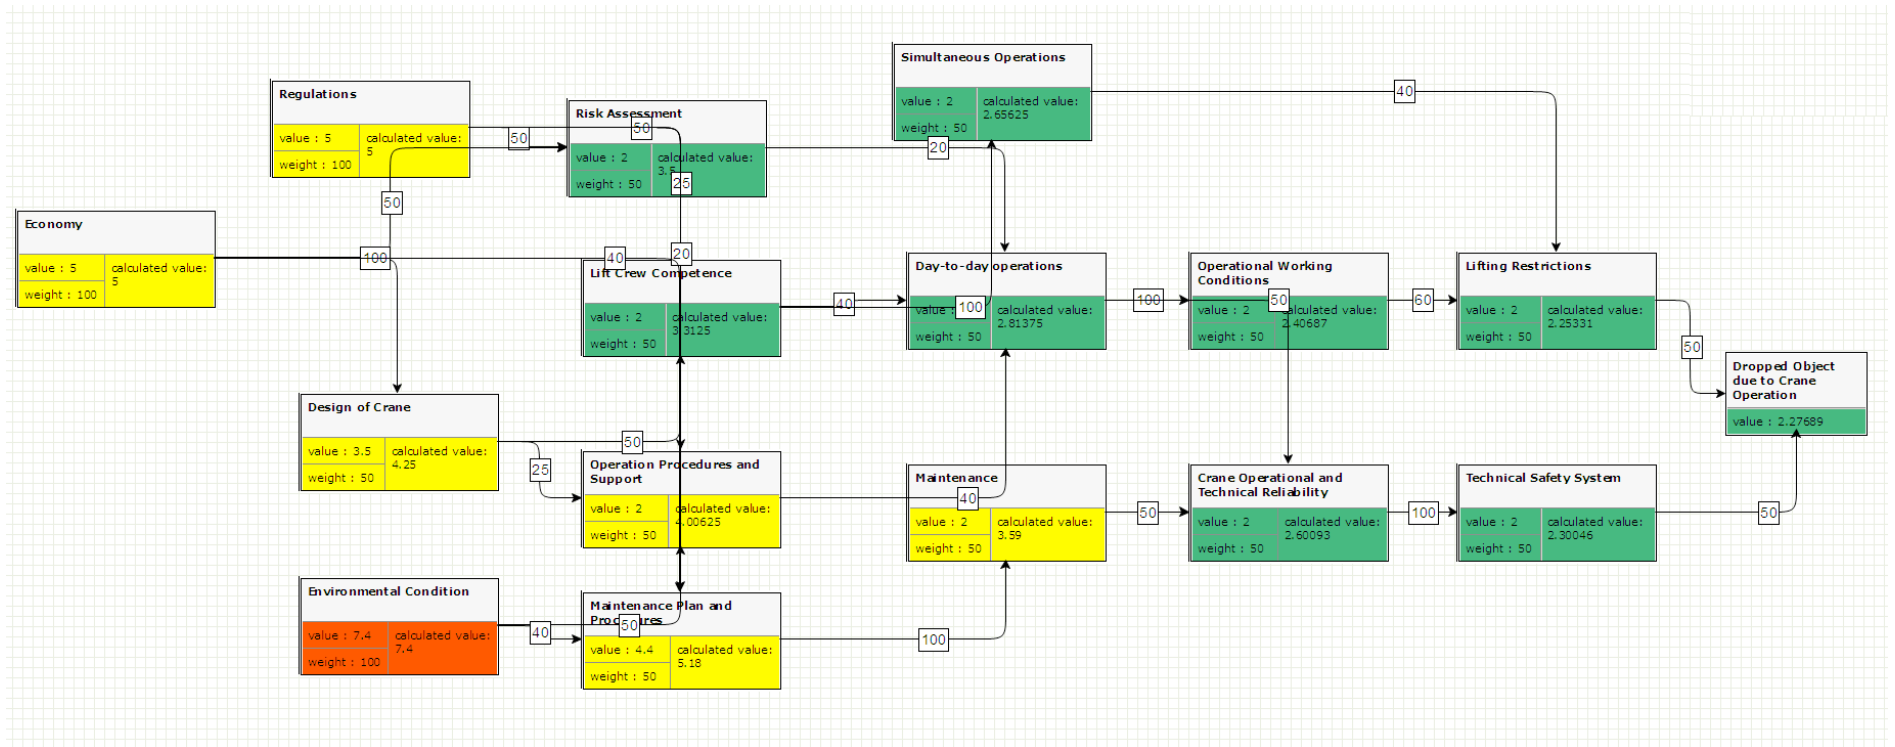 Simultaneous Operations
value : 2
calculated value:
2.65625
weight : 50
40
Regulations
value : 5
calculated value:
5
weight : 100
50
50
Risk Assessment
value : 2
calculated value:
3.5
weight : 50
25
20
50
Economy
value : 5
calculated value:
5
weight : 100
100
40
20
Lift Crew Competence
value : 2
calculated value:
3.3125
weight : 50
40
100
Day-to-day operations
calculated value:
2.81375
weight : 50
100
Operational Working
Conditions
value : 2
calculated value:
2.40687
weight : 50
50
60
Lifting Restrictions
value : 2
calculated value:
2.25331
weight : 50
50
Dropped Object
due to Crane
Operation
value : 2.27689
Design of Crane
value : 3.5
calculated value:
4.25
weight : 50
50
25
Operation Procedures and
Support
value : 2
calculated value:
4.00625
weight : 50
40
Maintenance
value : 2
calculated value:
3.59
weight : 50
50
Crane Operational and
Technical Reliability
value : 2
calculated value:
2.60093
weight : 50
100
Technical Safety System
value : 2
calculated value:
2.30046
weight : 50
50
Environmental Condition
value : 7.4
calculated value:
7.4
weight : 100
40
50
Maintenance Plan and
Procedures
value : 4.4
calculated value:
5.18
weight : 50
100